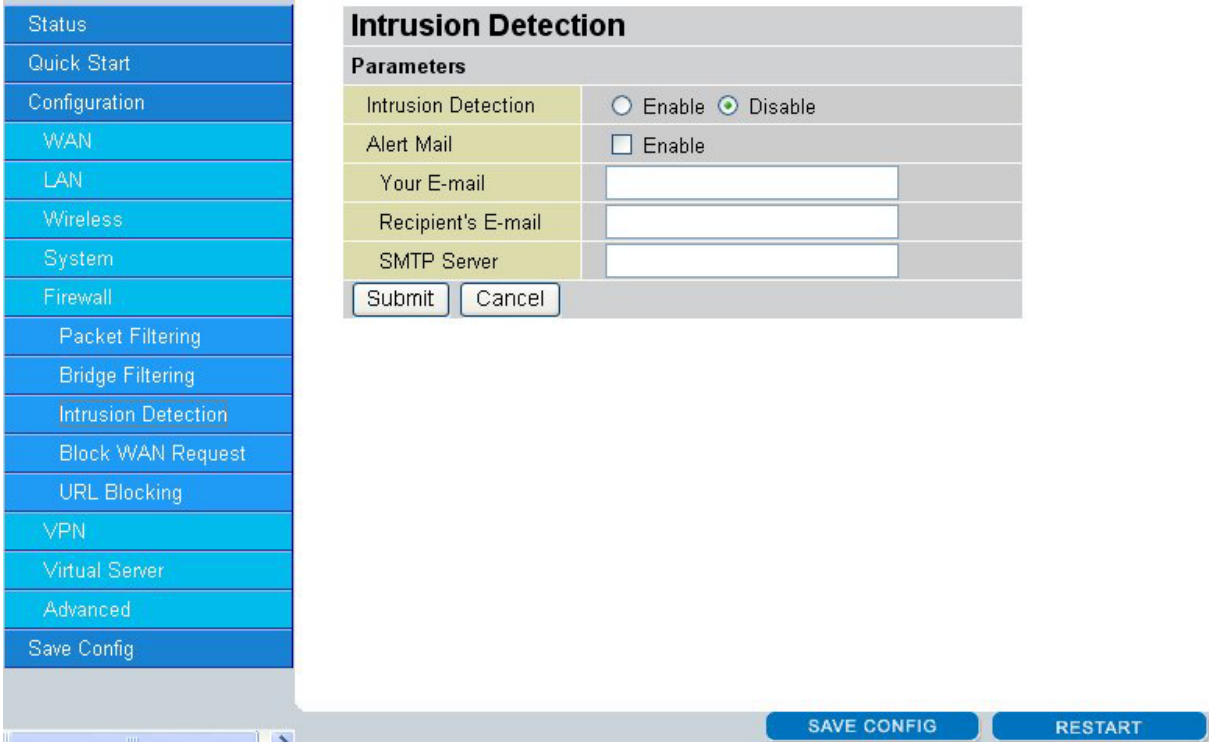 Status
Quick Start
Configuration
WAN
LAN
Wireless
System
Firewall
Packet Filtering
Bridge Filtering
Intrusion Detection
Block WAN Request
URL Blocking
VPN
Virtual Server
Advanced
Save Config
Intrusion Detection
Parameters
Intrusion Detection Enable Disable
Alert Mail Enable
Your E-mail
Recipient's E-mail
SMTP Server
Submit Cancel
SAVE CONFIG RESTART